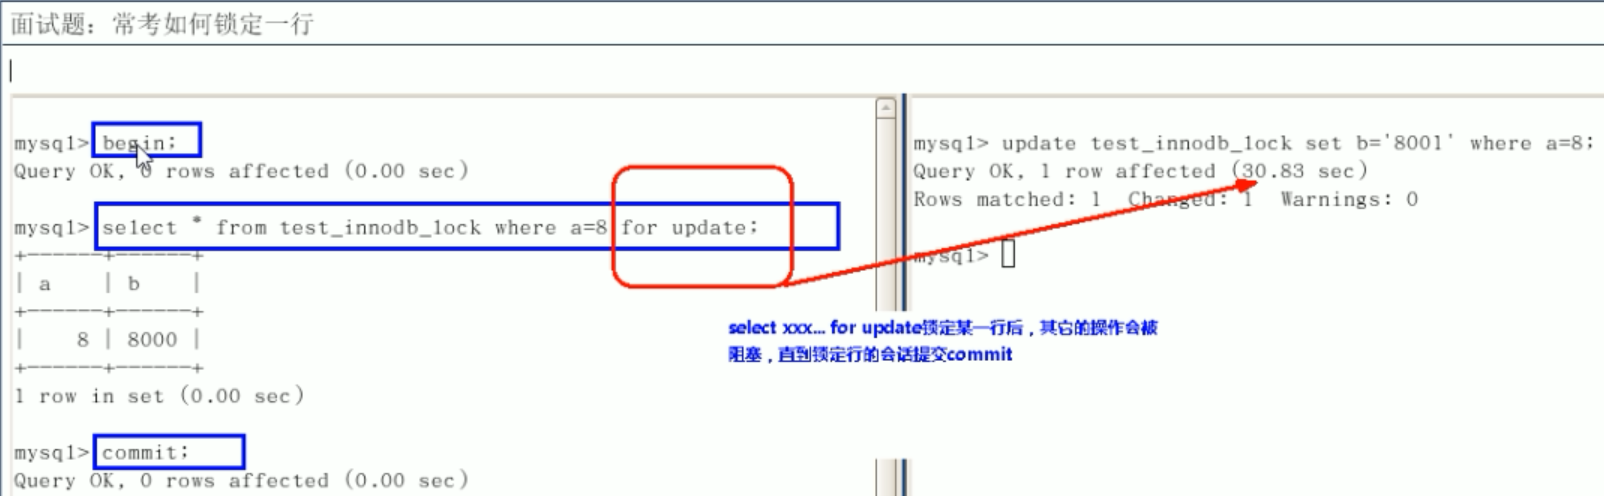 面试题：常考如何锁定一行
mysql> begin;
Query OK, 0 rows affected (0.00 sec)
mysql> select * from test_innodb_lock where a=8 for update;
+------+------+
| a    | b    |
+------+------+
|    8 | 8000 |
+------+------+
1 row in set (0.00 sec)
mysql> commit;
Query OK, 0 rows affected (0.00 sec)
mysql> update test_innodb_lock set b='8001' where a=8;
Query OK, 1 row affected (30.83 sec)
Rows matched: 1  Changed: 1  Warnings: 0
mysql>
select xxx... for update锁定某一行后，其它的操作会被
阻塞，直到锁定行的会话提交commit